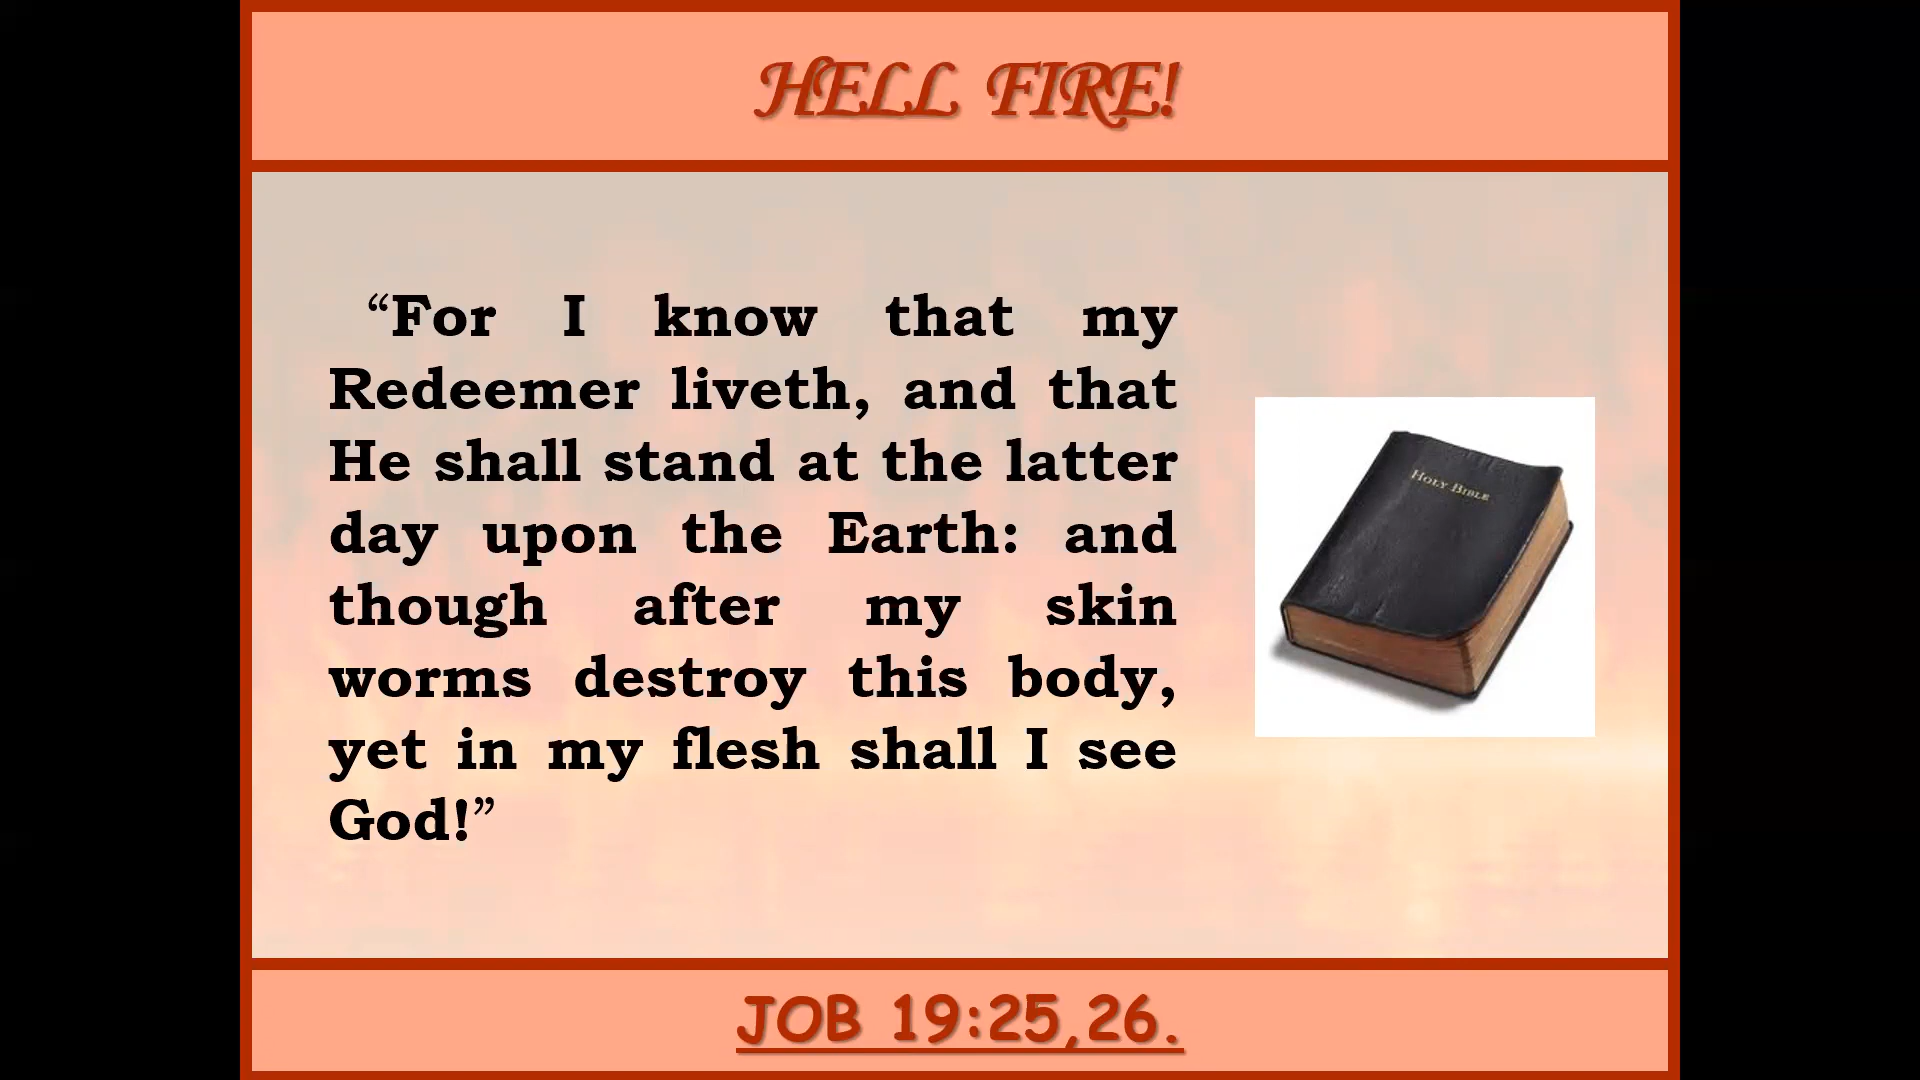 HELL FIRE!
“For I know that my
Redeemer liveth, and that
He shall stand at the latter
day upon the Earth: and
though after my skin
worms destroy this body,
yet in my flesh shall I see
God!”
HOLY BIBLE
JOB 19:25,26.